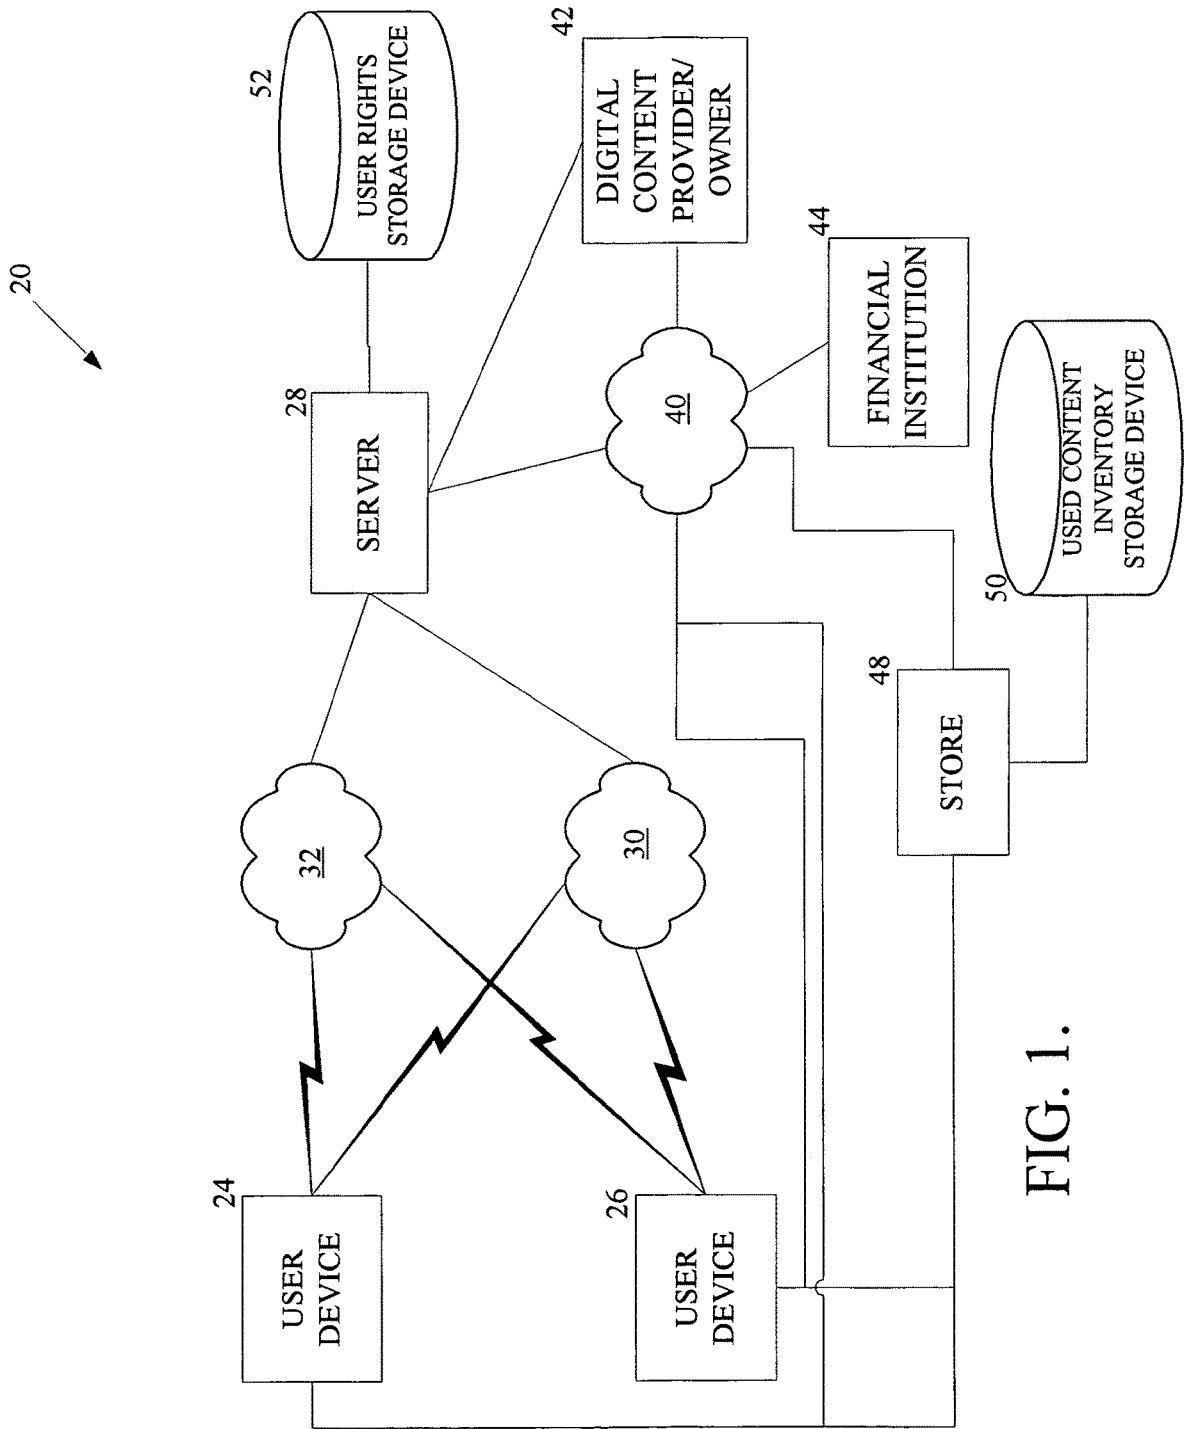 20
52
USER RIGHTS
STORAGE DEVICE
42
DIGITAL
CONTENT
PROVIDER/
OWNER
28
SERVER
44
FINANCIAL
INSTITUTION
40
50
USED CONTENT
INVENTORY
STORAGE DEVICE
48
STORE
32
30
24
USER
DEVICE
26
USER
DEVICE
FIG. 1.